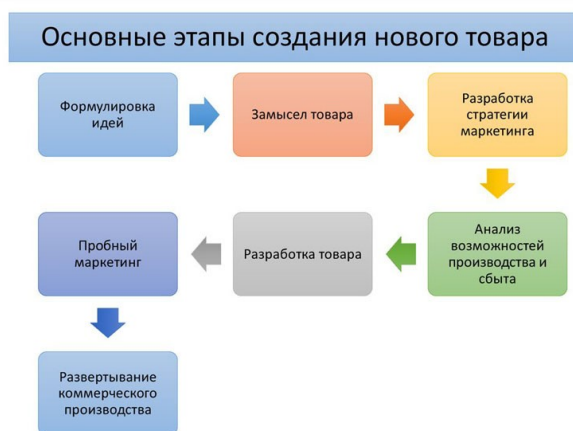 Основные этапы создания нового товара
Формулировка
идей
Замысел товара
Разработка
стратегии
маркетинга
Анализ
возможностей
производства и
сбыта
Разработка товара
Пробный
маркетинг
Развертывание
коммерческого
производства